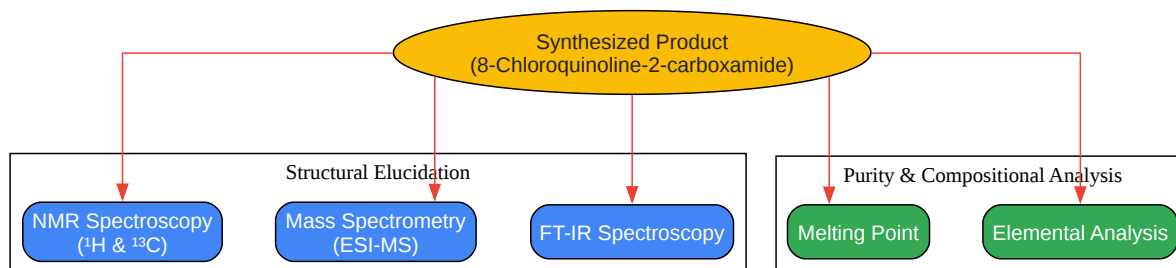 Synthesized Product
(8-Chloroquinoline-2-carboxamide)
Structural Elucidation
Purity & Compositional Analysis
NMR Spectroscopy
(¹H & ¹³C)
Mass Spectrometry
(ESI-MS)
FT-IR Spectroscopy
Melting Point
Elemental Analysis